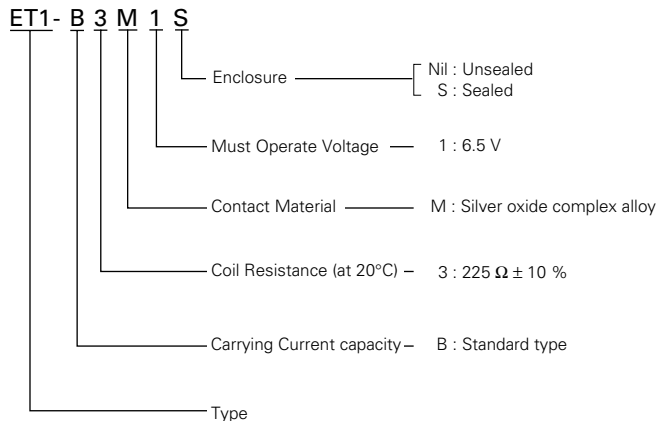 ET1- B 3 M 1 S
Enclosure Nil : Unsealed
S : Sealed
Must Operate Voltage 1 : 6.5 V
Contact Material M : Silver oxide complex alloy
Coil Resistance (at 20°C) 3 : 225 Ω ± 10 %
Carrying Current capacity B : Standard type
Type